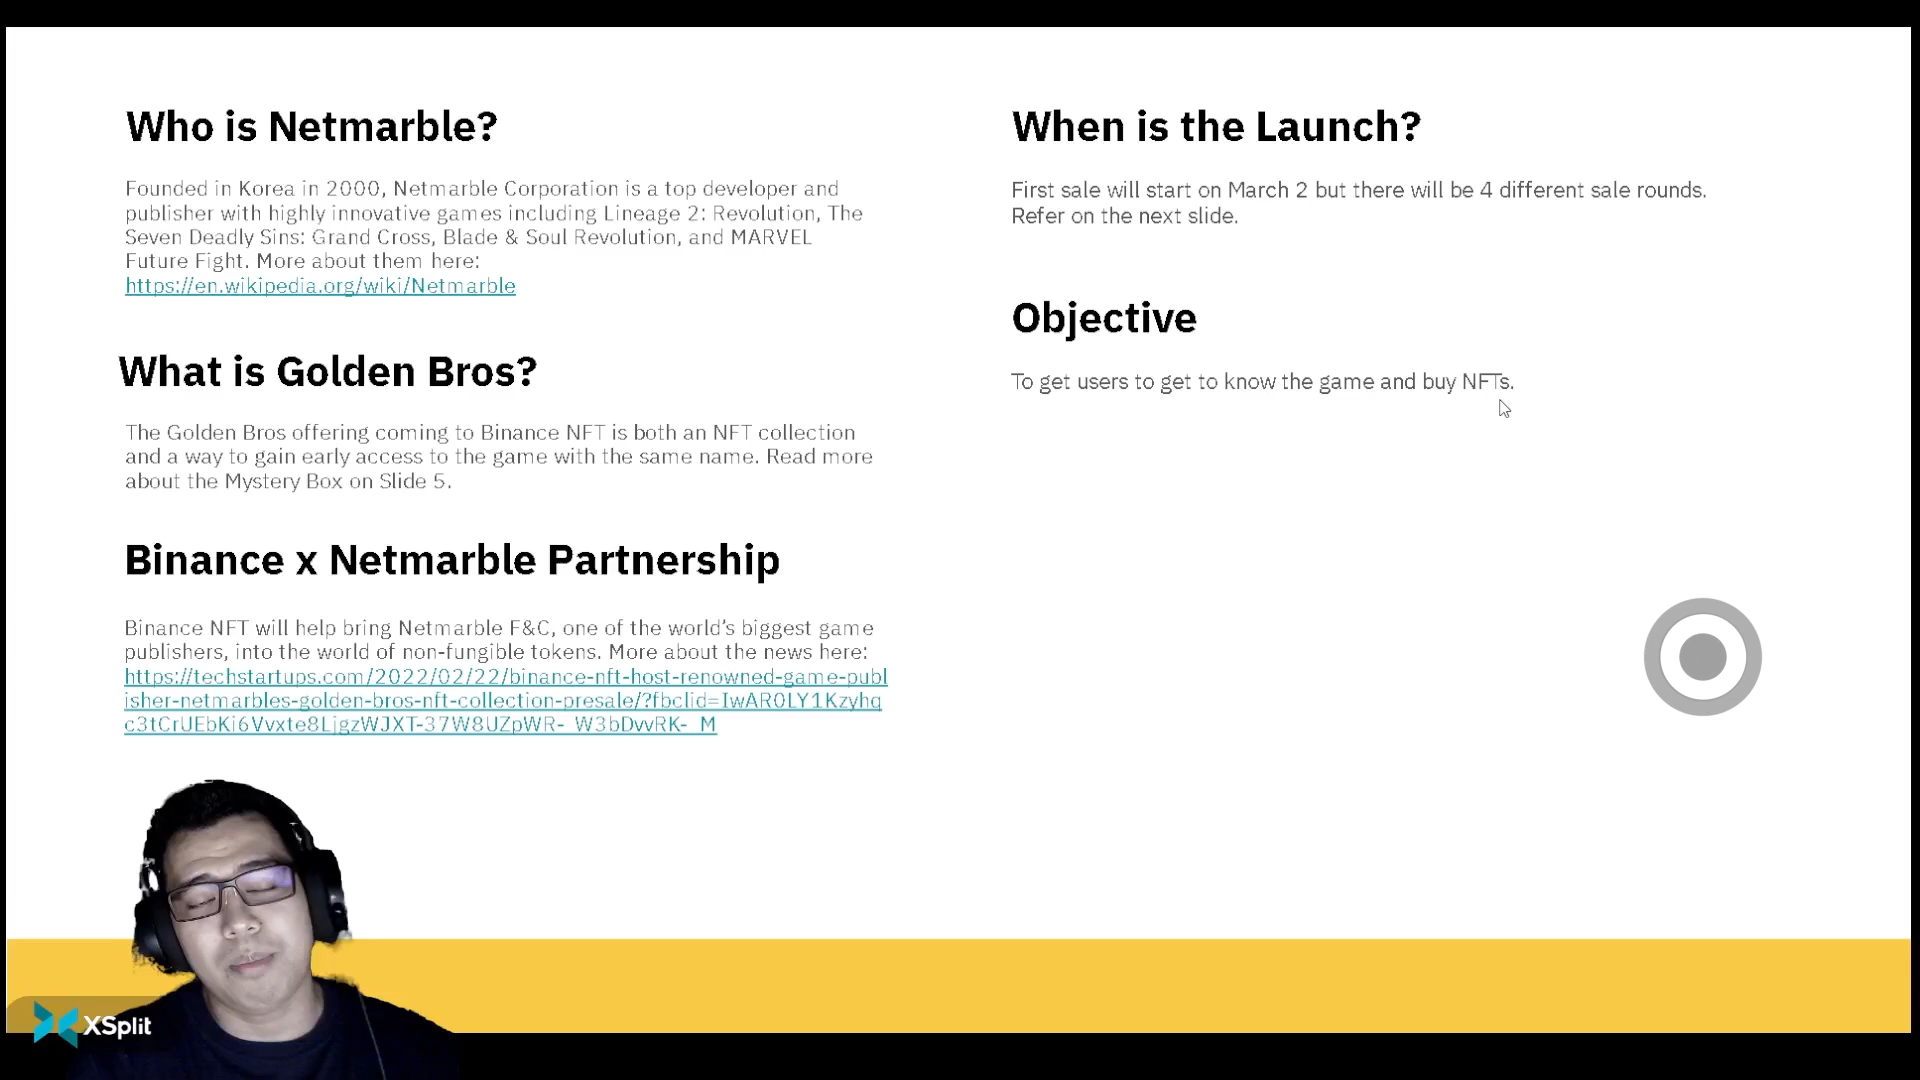 Who is Netmarble?
Founded in Korea in 2000, Netmarble Corporation is a top developer and
publisher with highly innovative games including Lineage 2: Revolution, The
Seven Deadly Sins: Grand Cross, Blade & Soul Revolution, and MARVEL
Future Fight. More about them here:
https://en.wikipedia.org/wiki/Netmarble
What is Golden Bros?
The Golden Bros offering coming to Binance NFT is both an NFT collection
and a way to gain early access to the game with the same name. Read more
about the Mystery Box on Slide 5.
Binance x Netmarble Partnership
Binance NFT will help bring Netmarble F&C, one of the world's biggest game
publishers, into the world of non-fungible tokens. More about the news here:
https://techstartups.com/2022/02/22/binance-nft-host-renowned-game-publ
isher-netmarbles-golden-bros-nft-collection-presale/?fbclid=IwAR0LY1Kzyhq
c3tCrUEbKi6Vvxte8LjgzWJXT-37W8UZpWR-_W3bDvvRK-_M
When is the Launch?
First sale will start on March 2 but there will be 4 different sale rounds.
Refer on the next slide.
Objective
To get users to get to know the game and buy NFTs.
XSplit